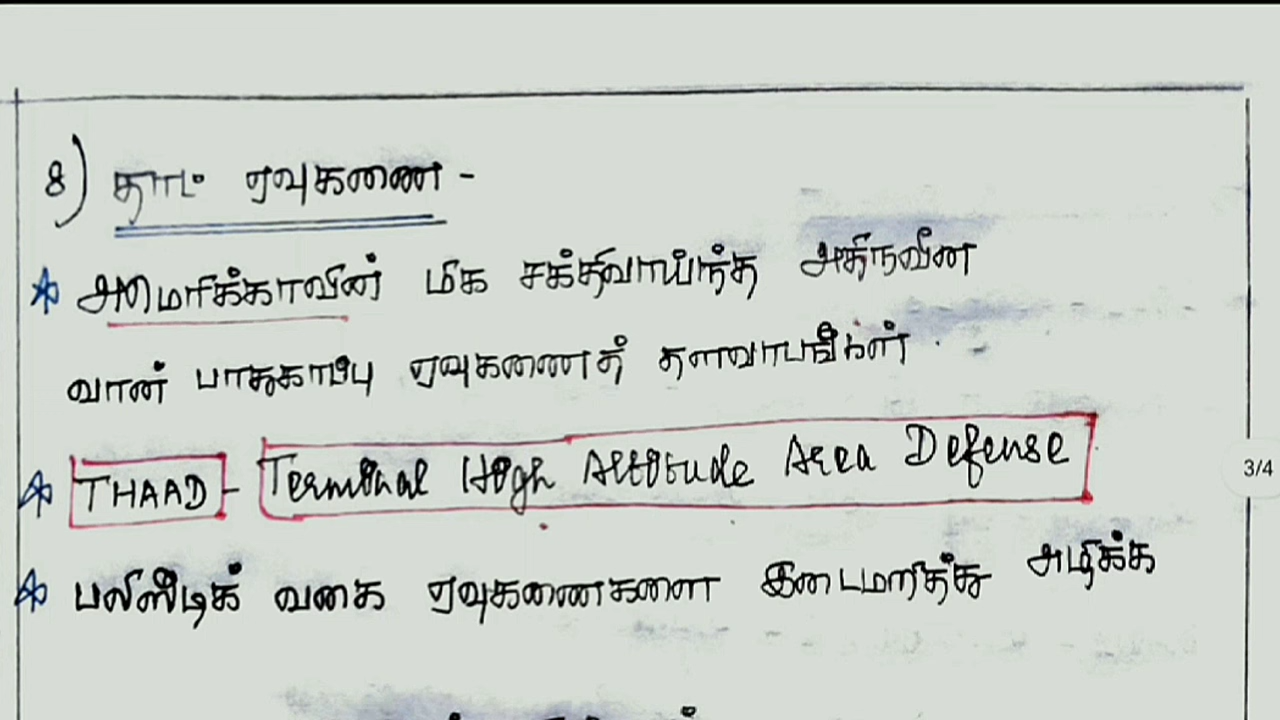 8) தாட் ஏவுகணை -
* அமெரிக்காவின் மிக சக்திவாய்ந்த அதிநவீன
வான் பாதுகாப்பு ஏவுகணைத் தளவாடங்கள்.
* THAAD - Terminal High Altitude Area Defense
3/4
* பலிஸ்டிக் வகை ஏவுகணைகளை இடைமறித்து அழிக்க